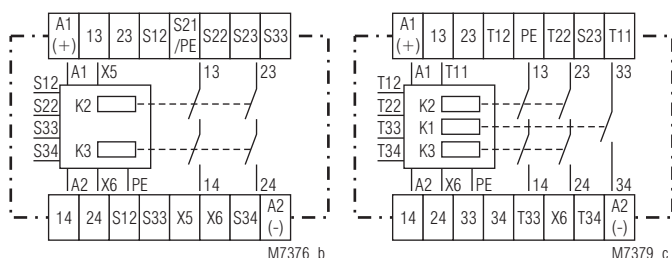 A1 (+) 13 23 S12 S21 /PE S22 S23 S33
A1 X5 13 23
S12
S22
S33
S34
K2
K3
A2 X6 PE 14 24
14 24 S12 S33 X5 X6 S34 A2 (-)
M7376_b
A1 (+) 13 23 T12 PE T22 S23 T11
A1 T11 13 23 33
T12
T22
T33
T34
K2
K1
K3
A2 X6 PE 14 24 34
14 24 33 34 T33 X6 T34 A2 (-)
M7379_c